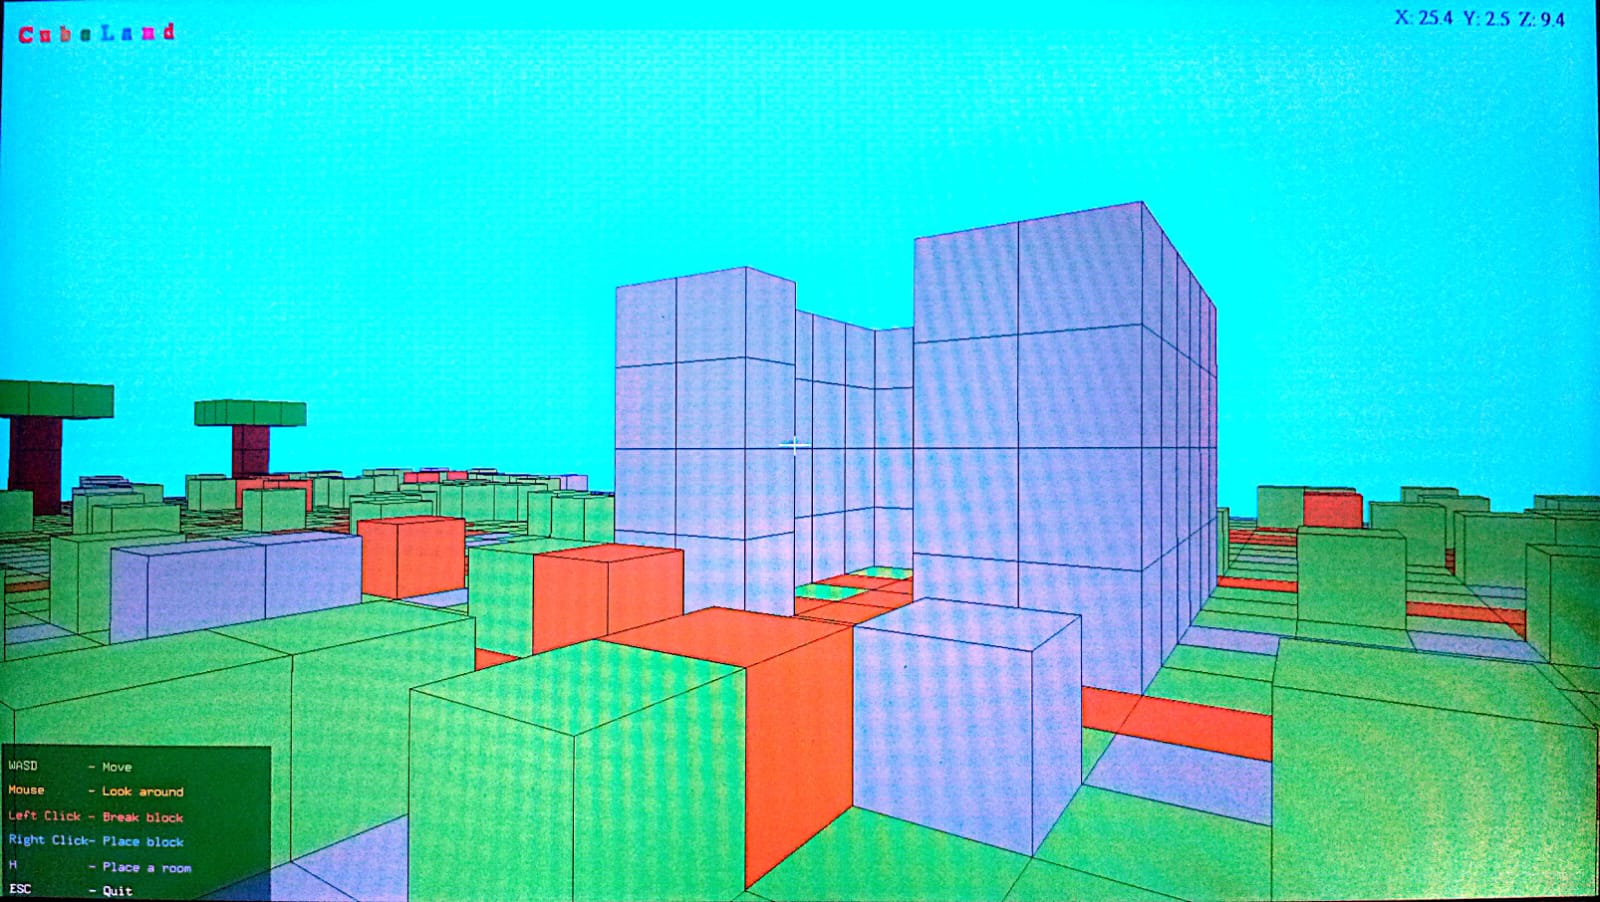 CubeLand
X: 25.4 Y: 2.5 Z: 9.4
WASD - Move
Mouse - Look around
Left Click - Break block
Right Click - Place block
H - Place a room
ESC - Quit